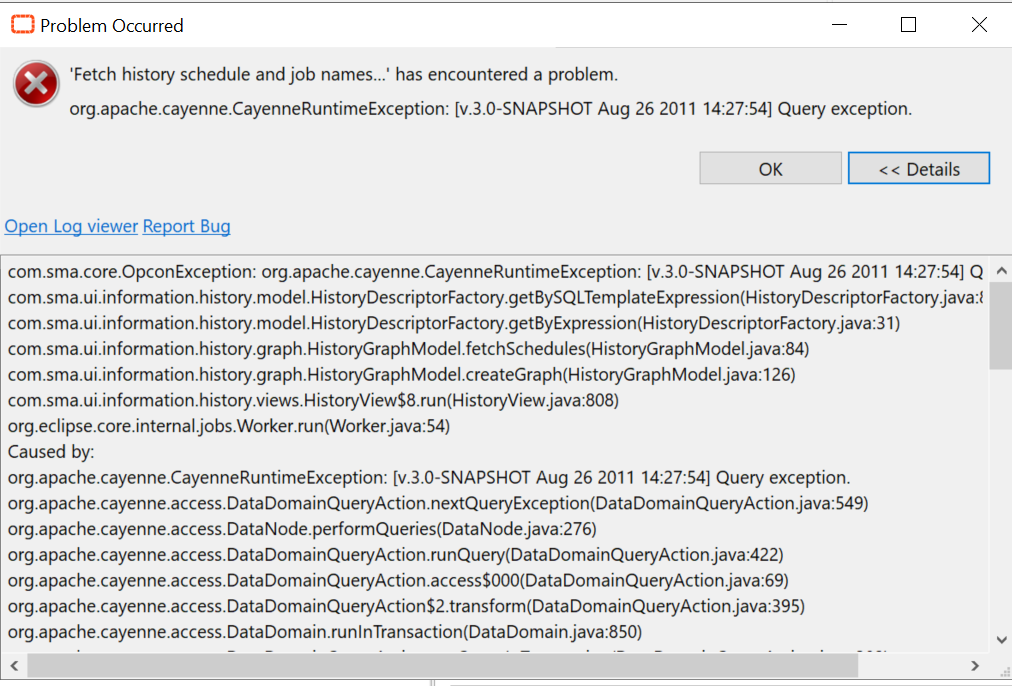 Problem Occurred
'Fetch history schedule and job names...' has encountered a problem.
org.apache.cayenne.CayenneRuntimeException: [v.3.0-SNAPSHOT Aug 26 2011 14:27:54] Query exception.
OK
<< Details
Open Log viewer Report Bug
com.sma.core.OpconException: org.apache.cayenne.CayenneRuntimeException: [v.3.0-SNAPSHOT Aug 26 2011 14:27:54] Q
com.sma.ui.information.history.model.HistoryDescriptorFactory.getBySQLTemplateExpression(HistoryDescriptorFactory.java:
com.sma.ui.information.history.model.HistoryDescriptorFactory.getByExpression(HistoryDescriptorFactory.java:31)
com.sma.ui.information.history.graph.HistoryGraphModel.fetchSchedules(HistoryGraphModel.java:84)
com.sma.ui.information.history.graph.HistoryGraphModel.createGraph(HistoryGraphModel.java:126)
com.sma.ui.information.history.views.HistoryView$8.run(HistoryView.java:808)
org.eclipse.core.internal.jobs.Worker.run(Worker.java:54)
Caused by:
org.apache.cayenne.CayenneRuntimeException: [v.3.0-SNAPSHOT Aug 26 2011 14:27:54] Query exception.
org.apache.cayenne.access.DataDomainQueryAction.nextQueryException(DataDomainQueryAction.java:549)
org.apache.cayenne.access.DataNode.performQueries(DataNode.java:276)
org.apache.cayenne.access.DataDomainQueryAction.runQuery(DataDomainQueryAction.java:422)
org.apache.cayenne.access.DataDomainQueryAction.access$000(DataDomainQueryAction.java:69)
org.apache.cayenne.access.DataDomainQueryAction$2.transform(DataDomainQueryAction.java:395)
org.apache.cayenne.access.DataDomain.runInTransaction(DataDomain.java:850)